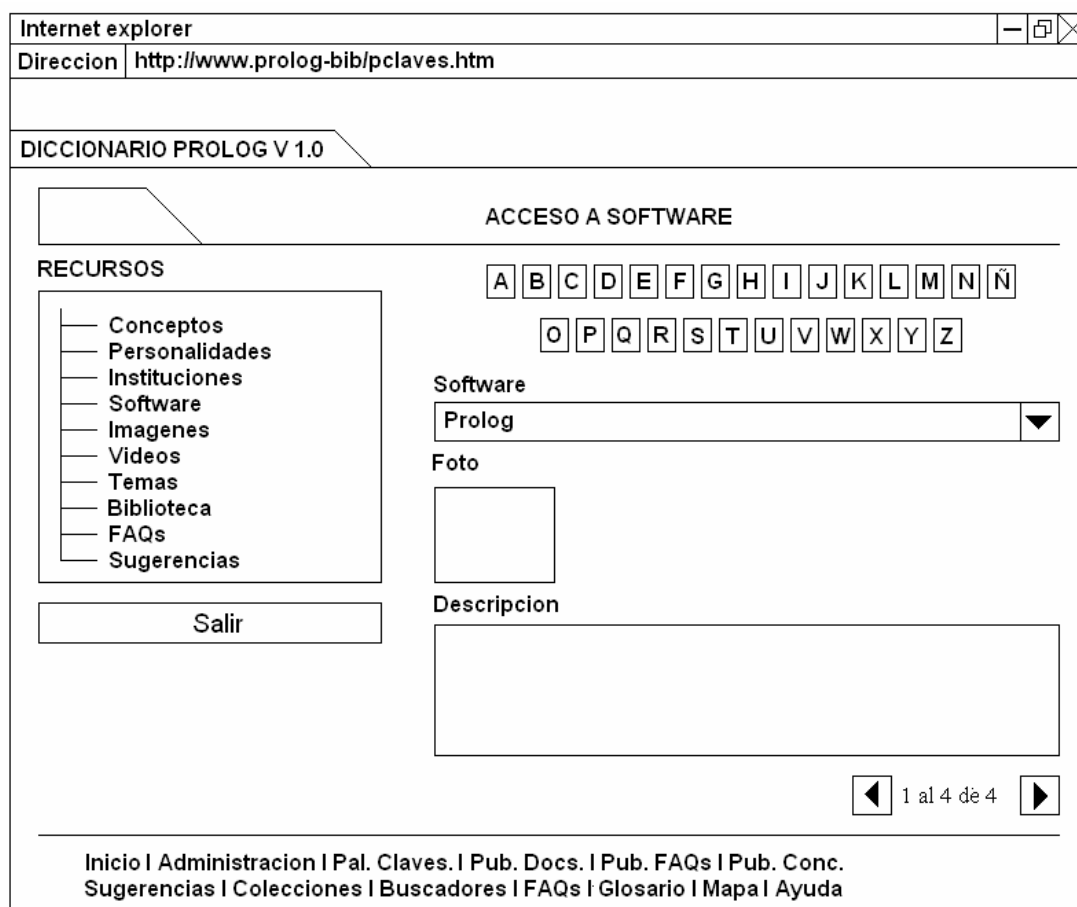 Internet explorer
Direccion http://www.prolog-bib/pclaves.htm
DICCIONARIO PROLOG V 1.0
ACCESO A SOFTWARE
RECURSOS
Conceptos
Personalidades
Instituciones
Software
Imagenes
Videos
Temas
Biblioteca
FAQs
Sugerencias
Salir
A B C D E F G H I J K L M N Ñ
O P Q R S T U V W X Y Z
Software
Prolog
Foto
Descripcion
1 al 4 de 4
Inicio I Administracion I Pal. Claves. I Pub. Docs. I Pub. FAQs I Pub. Conc.
Sugerencias I Colecciones I Buscadores I FAQs I Glosario I Mapa I Ayuda